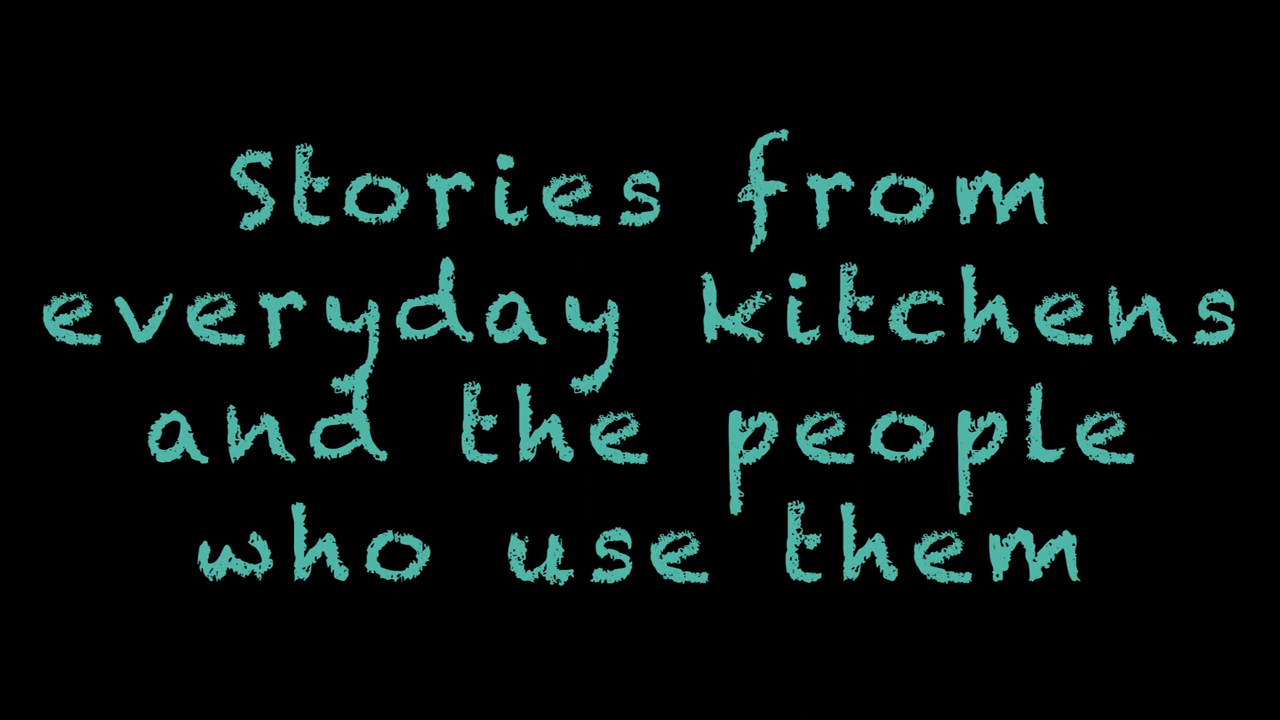 Stories from
everyday kitchens
and the people
who use them